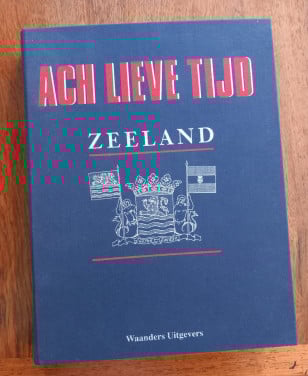 ACH LIEVE TIJD
ZEELAND
Waanders Uitgevers